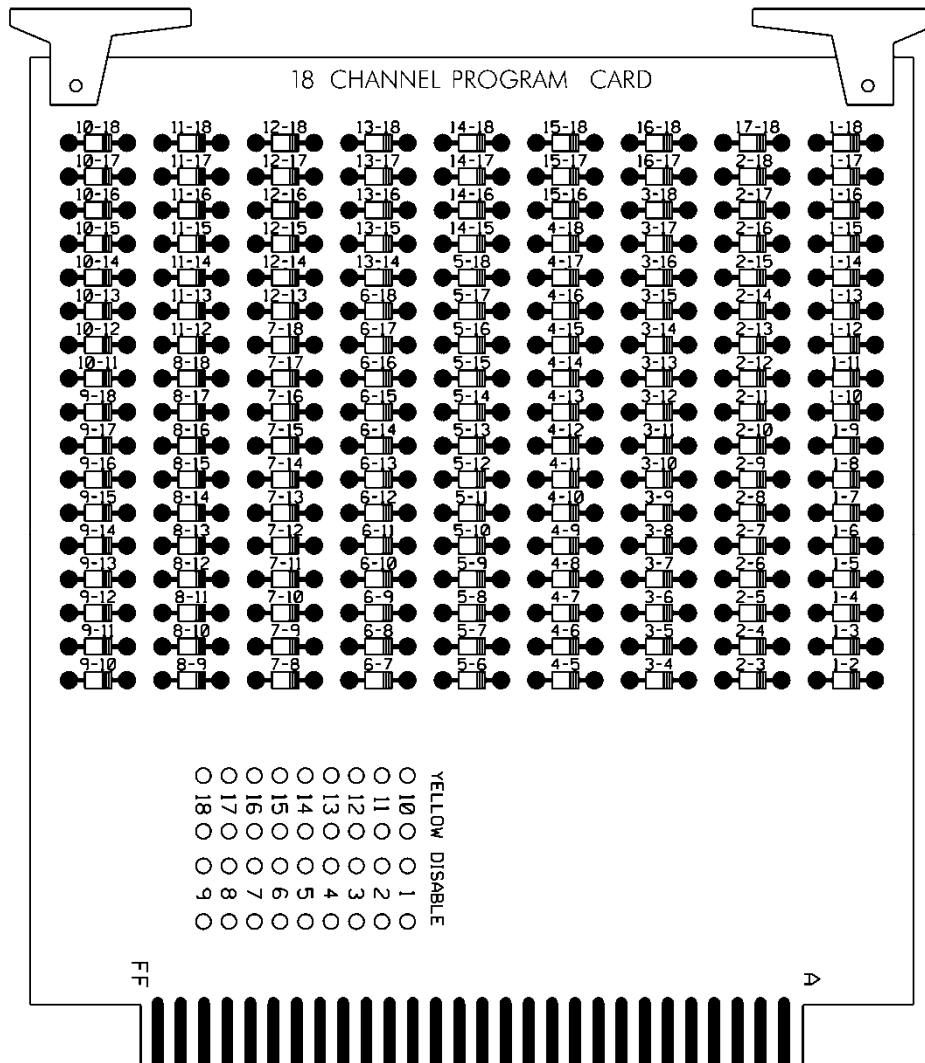 18 CHANNEL PROGRAM CARD
10-18 11-18 12-18 13-18 14-18 15-18 16-18 17-18 1-18
10-17 11-17 12-17 13-17 14-17 15-17 16-17 2-18 1-17
10-16 11-16 12-16 13-16 14-16 15-16 3-18 2-17 1-16
10-15 11-15 12-15 13-15 14-15 4-18 3-17 2-16 1-15
10-14 11-14 12-14 13-14 5-18 4-17 3-16 2-15 1-14
10-13 11-13 12-13 6-18 5-17 4-16 3-15 2-14 1-13
10-12 11-12 7-18 6-17 5-16 4-15 3-14 2-13 1-12
10-11 8-18 7-17 6-16 5-15 4-14 3-13 2-12 1-11
9-18 8-17 7-16 6-15 5-14 4-13 3-12 2-11 1-10
9-17 8-16 7-15 6-14 5-13 4-12 3-11 2-10 1-9
9-16 8-15 7-14 6-13 5-12 4-11 3-10 2-9 1-8
9-15 8-14 7-13 6-12 5-11 4-10 3-9 2-8 1-7
9-14 8-13 7-12 6-11 5-10 4-9 3-8 2-7 1-6
9-13 8-12 7-11 6-10 5-9 4-8 3-7 2-6 1-5
9-12 8-11 7-10 6-9 5-8 4-7 3-6 2-5 1-4
9-11 8-10 7-9 6-8 5-7 4-6 3-5 2-4 1-3
9-10 8-9 7-8 6-7 5-6 4-5 3-4 2-3 1-2
YELLOW DISABLE
10 1
11 2
12 3
13 4
14 5
15 6
16 7
17 8
18 9
FF A